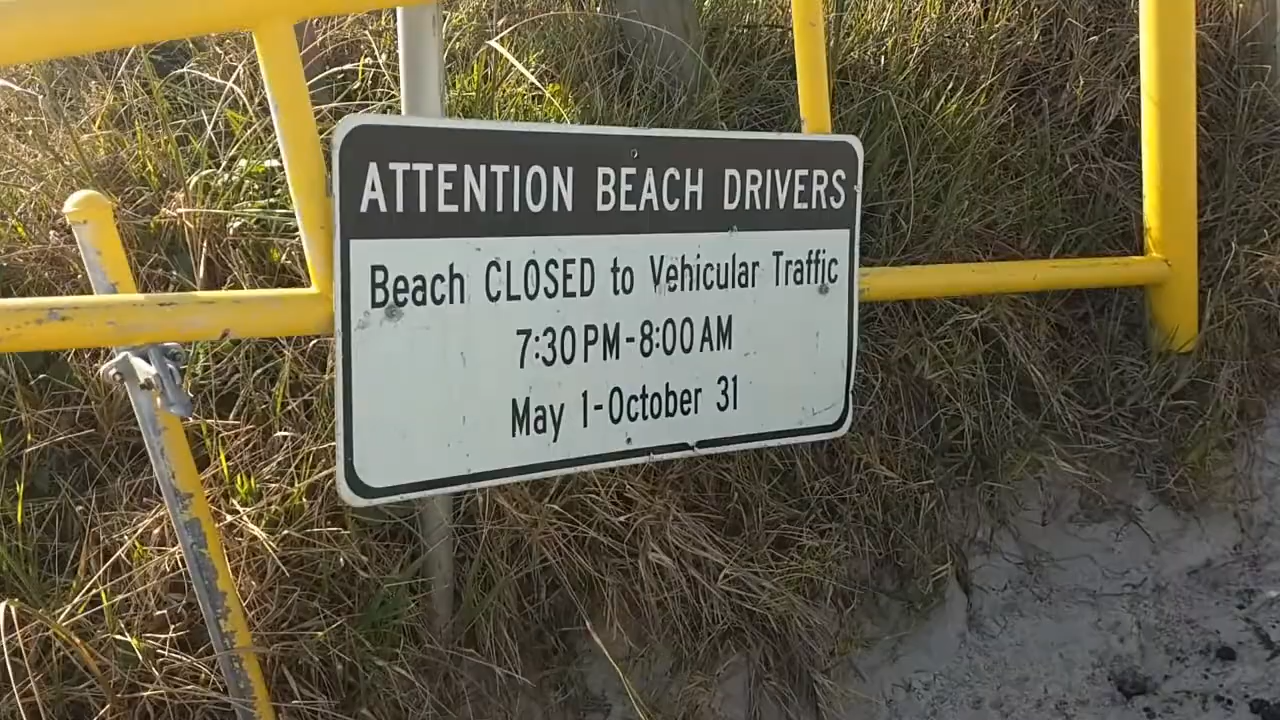 ATTENTION BEACH DRIVERS
Beach CLOSED to Vehicular Traffic
7:30 PM-8:00 AM
May 1-October 31